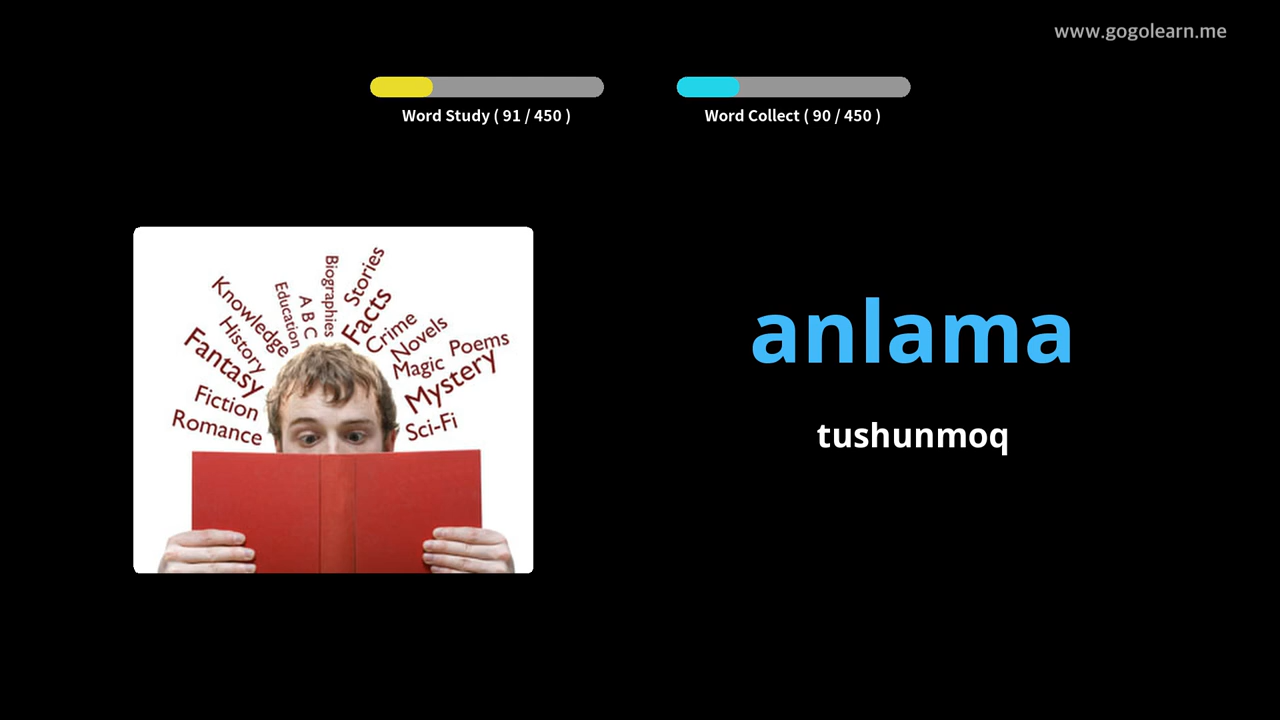 www.gogolearn.me
Word Study ( 91 / 450 )
Word Collect ( 90 / 450 )
Stories
Biographies
Facts
A B C
Education
Knowledge
Crime
History
Novels
Poems
Fantasy
Magic
Mystery
Fiction
Sci-Fi
Romance
anlama
tushunmoq